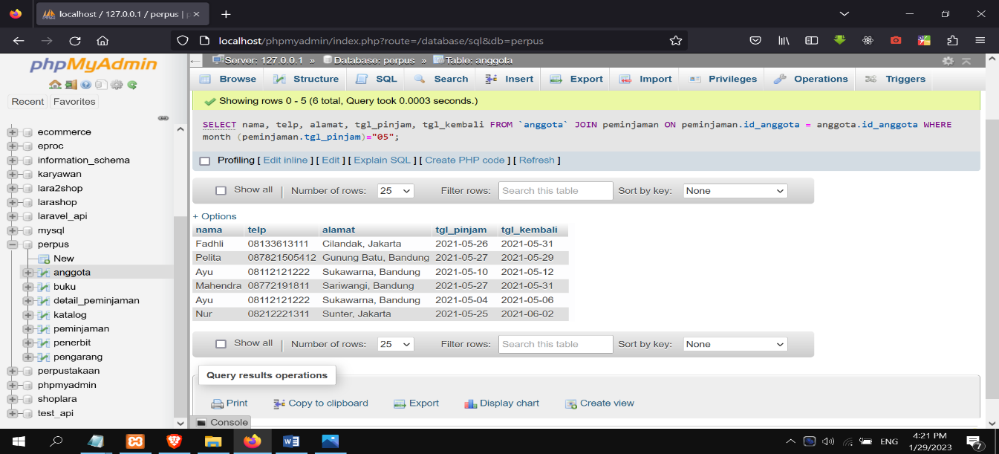 localhost / 127.0.0.1 / perpus | p
localhost/phpmyadmin/index.php?route=/database/sql&db=perpus
phpMyAdmin
Recent Favorites
ecommerce
eproc
information_schema
karyawan
lara2shop
larashop
laravel_api
mysql
perpus
New
anggota
buku
detail_peminjaman
katalog
peminjaman
penerbit
pengarang
perpustakaan
phpmyadmin
shoplara
test_api
Server: 127.0.0.1 » Database: perpus » Table: anggota
Browse Structure SQL Search Insert Export Import Privileges Operations Triggers
Showing rows 0 - 5 (6 total, Query took 0.0003 seconds.)
SELECT nama, telp, alamat, tgl_pinjam, tgl_kembali FROM `anggota` JOIN peminjaman ON peminjaman.id_anggota = anggota.id_anggota WHERE
month (peminjaman.tgl_pinjam)="05";
Profiling [ Edit inline ] [ Edit ] [ Explain SQL ] [ Create PHP code ] [ Refresh ]
Show all | Number of rows: 25 Filter rows: Search this table Sort by key: None
+ Options
nama telp alamat tgl_pinjam tgl_kembali
Fadhli 08133613111 Cilandak, Jakarta 2021-05-26 2021-05-31
Pelita 087821505412 Gunung Batu, Bandung 2021-05-27 2021-05-29
Ayu 08112121222 Sukawarna, Bandung 2021-05-10 2021-05-12
Mahendra 08772191811 Sariwangi, Bandung 2021-05-27 2021-05-31
Ayu 08112121222 Sukawarna, Bandung 2021-05-04 2021-05-06
Nur 08212221311 Sunter, Jakarta 2021-05-25 2021-06-02
Show all | Number of rows: 25 Filter rows: Search this table Sort by key: None
Query results operations
Print Copy to clipboard Export Display chart Create view
Console
ENG
4:21 PM
1/29/2023
7